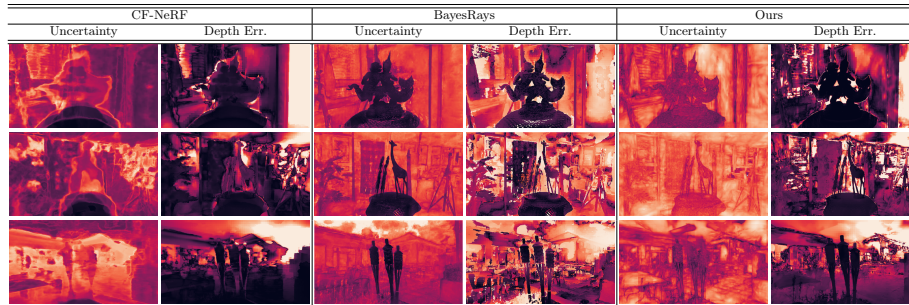 CF-NeRF BayesRays Ours
Uncertainty Depth Err. Uncertainty Depth Err. Uncertainty Depth Err.